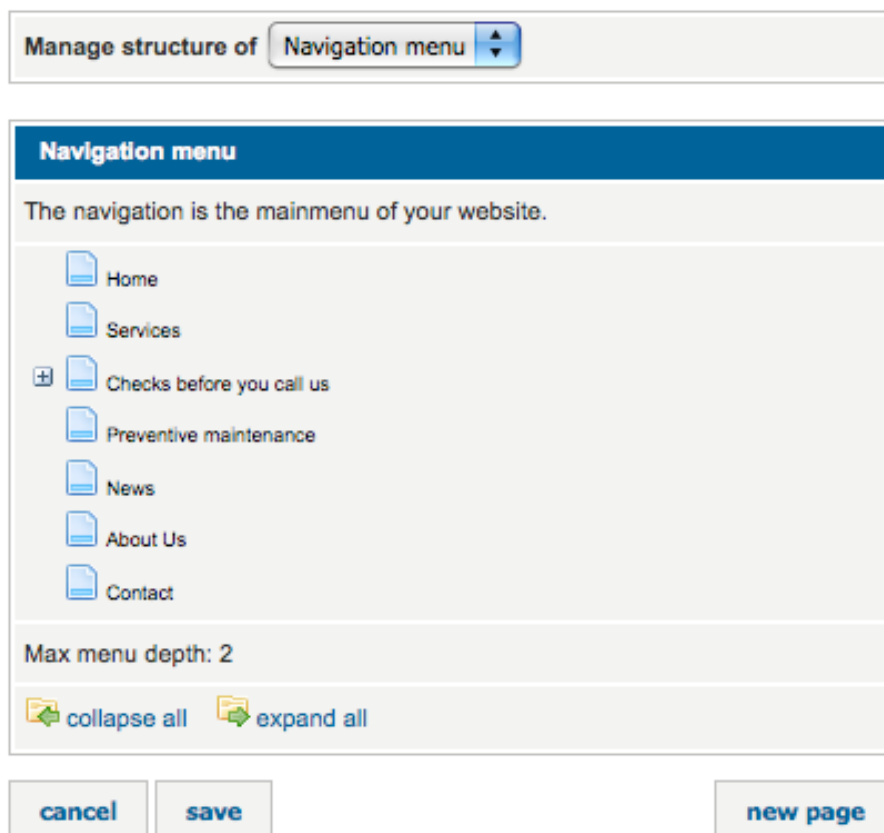 Manage structure of Navigation menu
Navigation menu
The navigation is the mainmenu of your website.
Home
Services
Checks before you call us
Preventive maintenance
News
About Us
Contact
Max menu depth: 2
collapse all expand all
cancel save new page